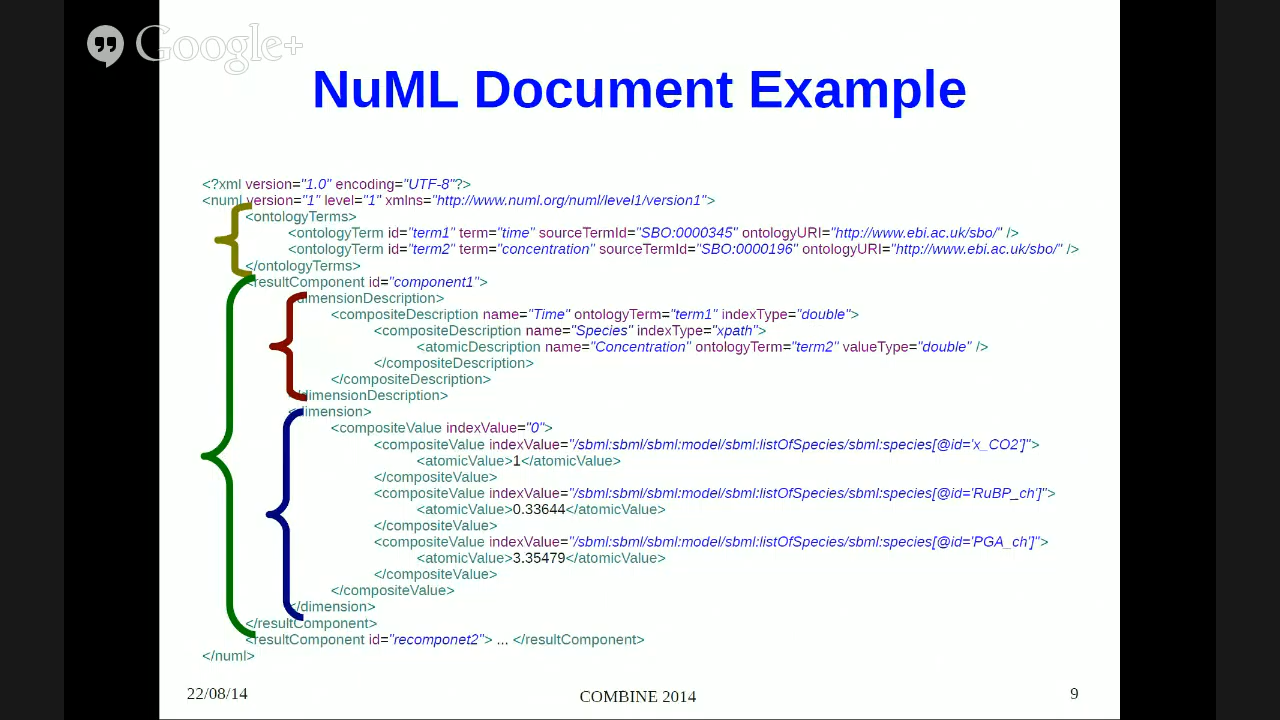 Google+
NuML Document Example
<?xml version="1.0" encoding="UTF-8"?>
<numl version="1" level="1" xmlns="http://www.numl.org/numl/level1/version1">
<ontologyTerms>
<ontologyTerm id="term1" term="time" sourceTermId="SBO:0000345" ontologyURI="http://www.ebi.ac.uk/sbo/" />
<ontologyTerm id="term2" term="concentration" sourceTermId="SBO:0000196" ontologyURI="http://www.ebi.ac.uk/sbo/" />
</ontologyTerms>
<resultComponent id="component1">
<dimensionDescription>
<compositeDescription name="Time" ontologyTerm="term1" indexType="double">
<compositeDescription name="Species" indexType="xpath">
<atomicDescription name="Concentration" ontologyTerm="term2" valueType="double" />
</compositeDescription>
</compositeDescription>
</dimensionDescription>
<dimension>
<compositeValue indexValue="0">
<compositeValue indexValue="/sbml:sbml/sbml:model/sbml:listOfSpecies/sbml:species[@id='x_CO2']">
<atomicValue>1</atomicValue>
</compositeValue>
<compositeValue indexValue="/sbml:sbml/sbml:model/sbml:listOfSpecies/sbml:species[@id='RuBP_ch']">
<atomicValue>0.33644</atomicValue>
</compositeValue>
<compositeValue indexValue="/sbml:sbml/sbml:model/sbml:listOfSpecies/sbml:species[@id='PGA_ch']">
<atomicValue>3.35479</atomicValue>
</compositeValue>
</compositeValue>
</dimension>
</resultComponent>
<resultComponent id="recomponet2"> ... </resultComponent>
</numl>
22/08/14
COMBINE 2014
9